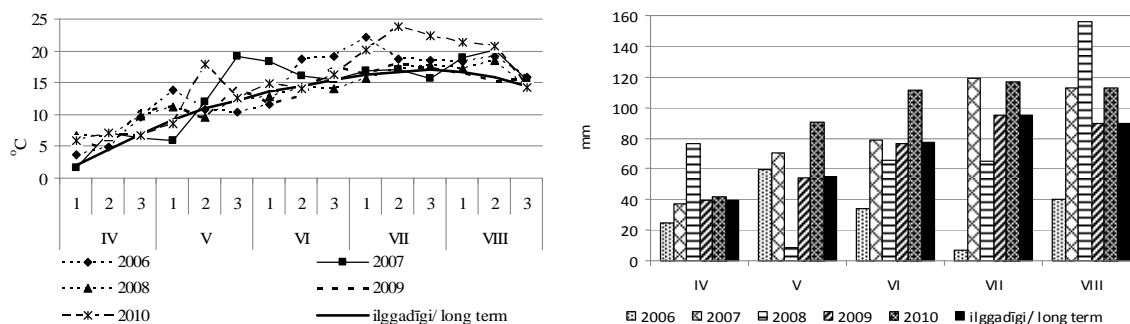 25
20
15
10
5
0
°C
1 2 3 1 2 3 1 2 3 1 2 3 1 2 3
IV V VI VII VIII
2006 2007
2008 2009
2010 ilggadīgi/ long term
160
140
120
100
80
60
40
20
0
mm
IV V VI VII VIII
2006 2007 2008 2009 2010 ilggadīgi/ long term